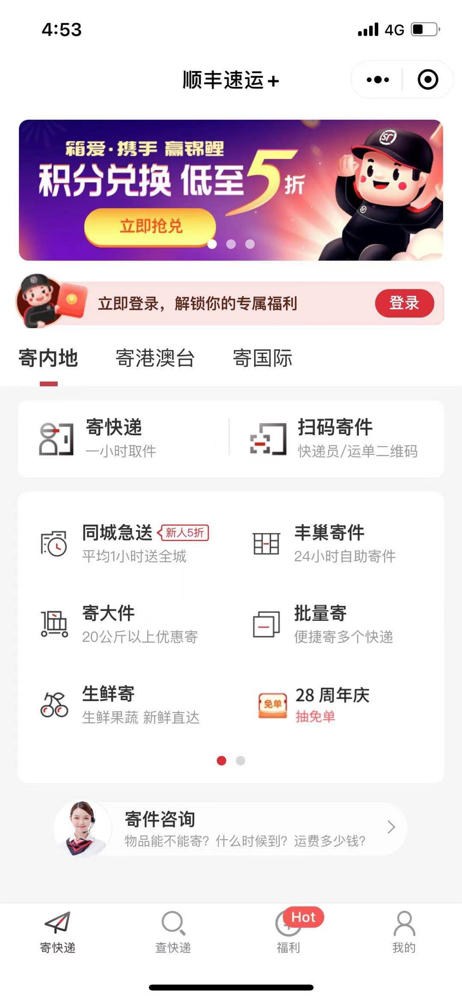 4:53
4G
顺丰速运+
箱爱·携手 赢锦鲤
积分兑换 低至5折
立即抢兑
立即登录，解锁你的专属福利
登录
寄内地 寄港澳台 寄国际
寄快递
一小时取件
扫码寄件
快递员/运单二维码
同城急送
新人5折
平均1小时送全城
丰巢寄件
24小时自助寄件
寄大件
20公斤以上优惠寄
批量寄
便捷寄多个快递
生鲜寄
生鲜果蔬 新鲜直达
免单
28 周年庆
抽免单
寄件咨询
物品能不能寄？什么时候到？运费多少钱？
Hot
寄快递 查快递 福利 我的